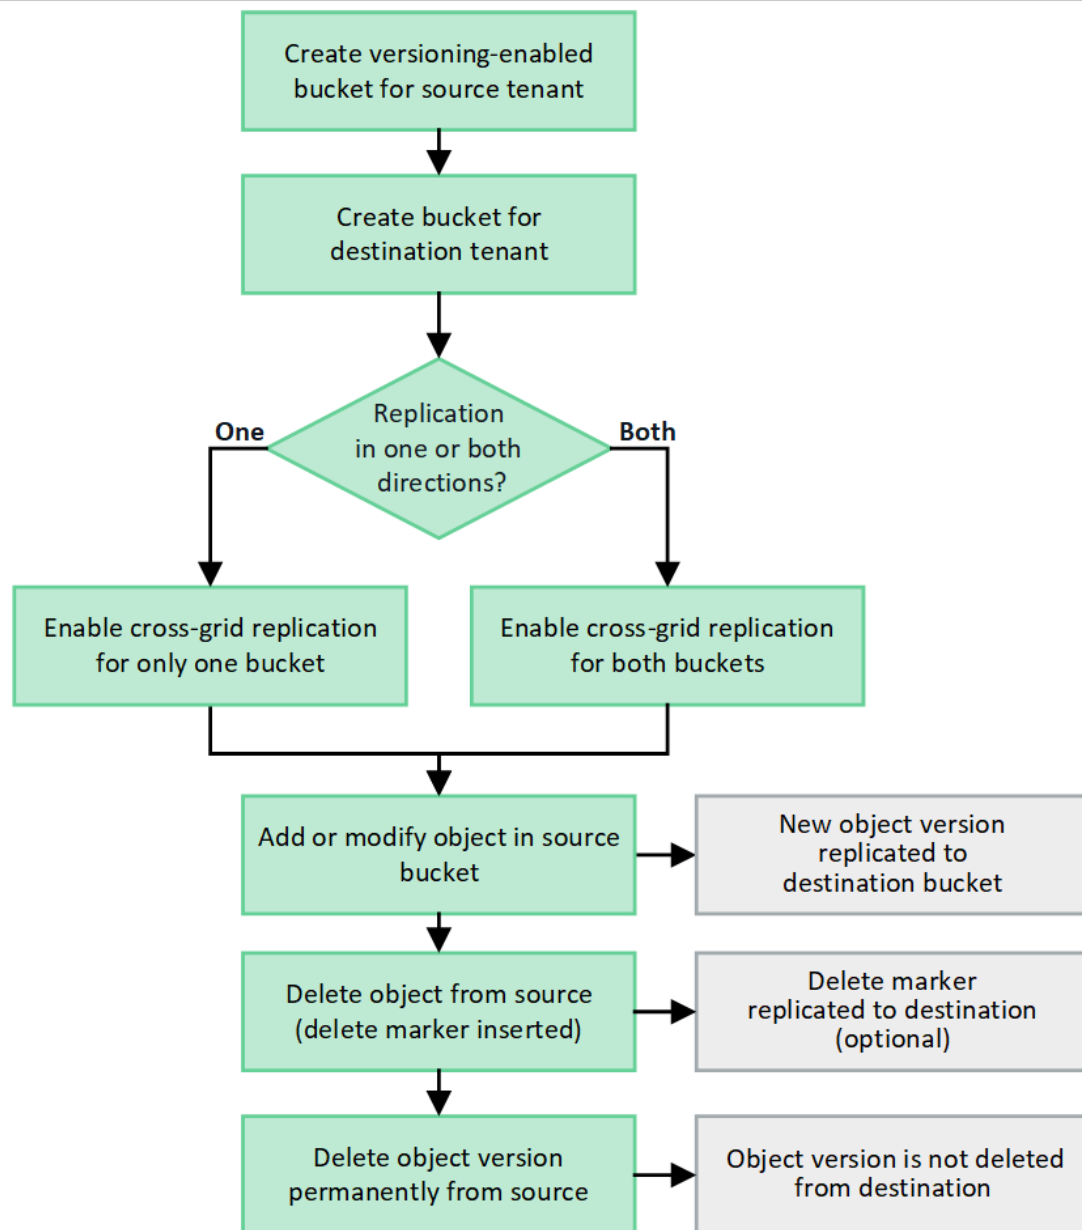 Create versioning-enabled
bucket for source tenant
Create bucket for
destination tenant
Replication
in one or both
directions?
One
Both
Enable cross-grid replication
for only one bucket
Enable cross-grid replication
for both buckets
Add or modify object in source
bucket
New object version
replicated to
destination bucket
Delete object from source
(delete marker inserted)
Delete marker
replicated to destination
(optional)
Delete object version
permanently from source
Object version is not deleted
from destination